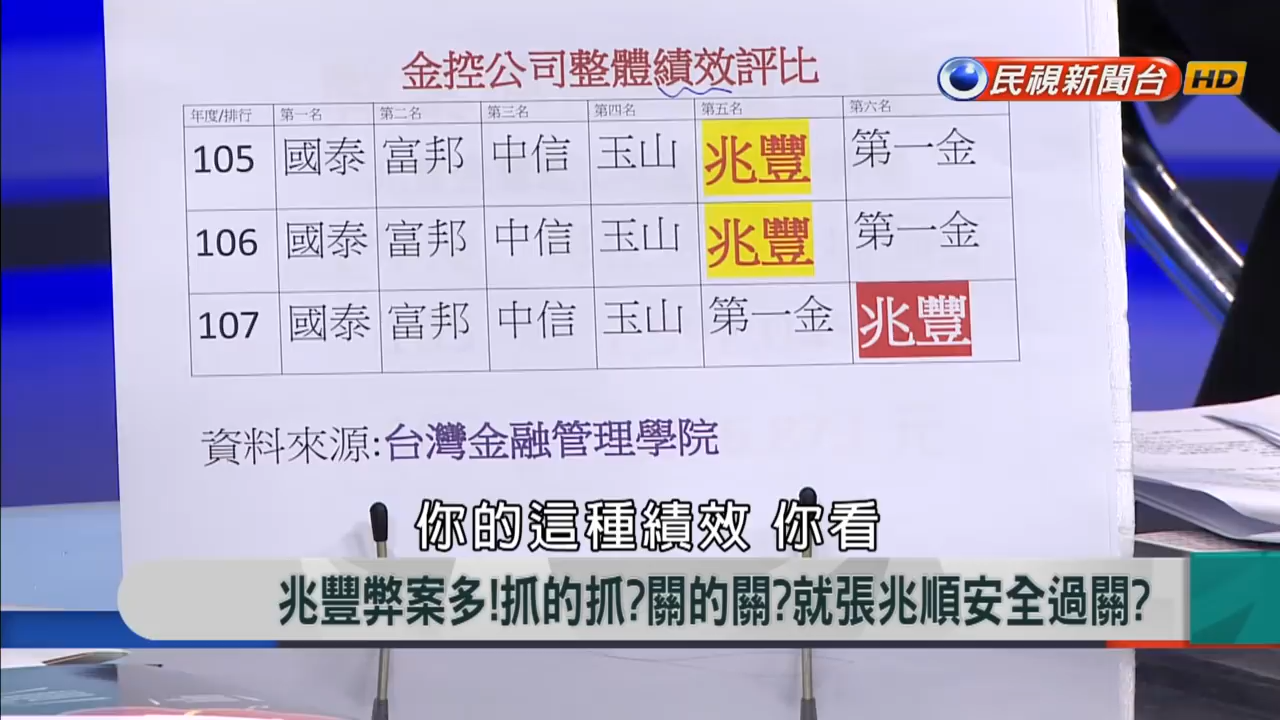 金控公司整體績效評比
民視新聞台 HD
年度/排行 第一名 第二名 第三名 第四名 第五名 第六名
105 國泰 富邦 中信 玉山 兆豐 第一金
106 國泰 富邦 中信 玉山 兆豐 第一金
107 國泰 富邦 中信 玉山 第一金 兆豐
資料來源:台灣金融管理學院
你的這種績效 你看
兆豐弊案多!抓的抓?關的關?就張兆順安全過關?